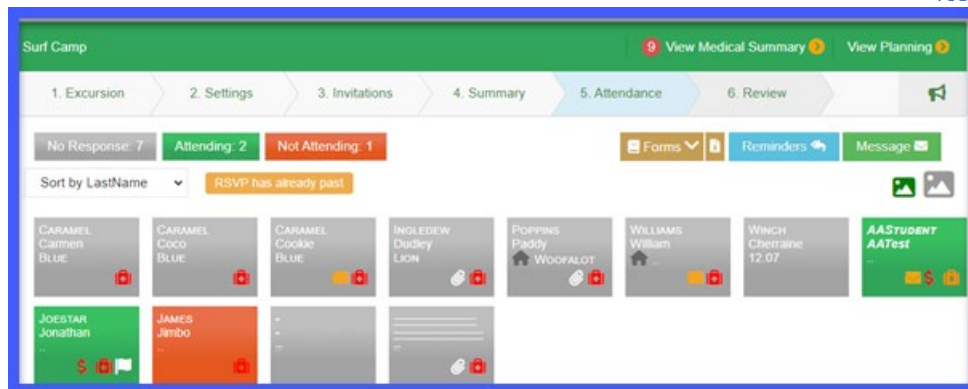 Surf Camp
9 View Medical Summary
View Planning
1. Excursion
2. Settings
3. Invitations
4. Summary
5. Attendance
6. Review
No Response: 7
Attending: 2
Not Attending: 1
Forms
Reminders
Message
Sort by LastName
RSVP has already past
CARAMEL
Carmen
BLUE
CARAMEL
Coco
BLUE
CARAMEL
Cookie
BLUE
INGLEDEW
Dudley
LION
POPPINS
Paddy
WOOFALOT
WILLIAMS
William
WINCH
Cherraine
12.07
AASTUDENT
AATest
JOESTAR
Jonathan
JAMES
Jimbo